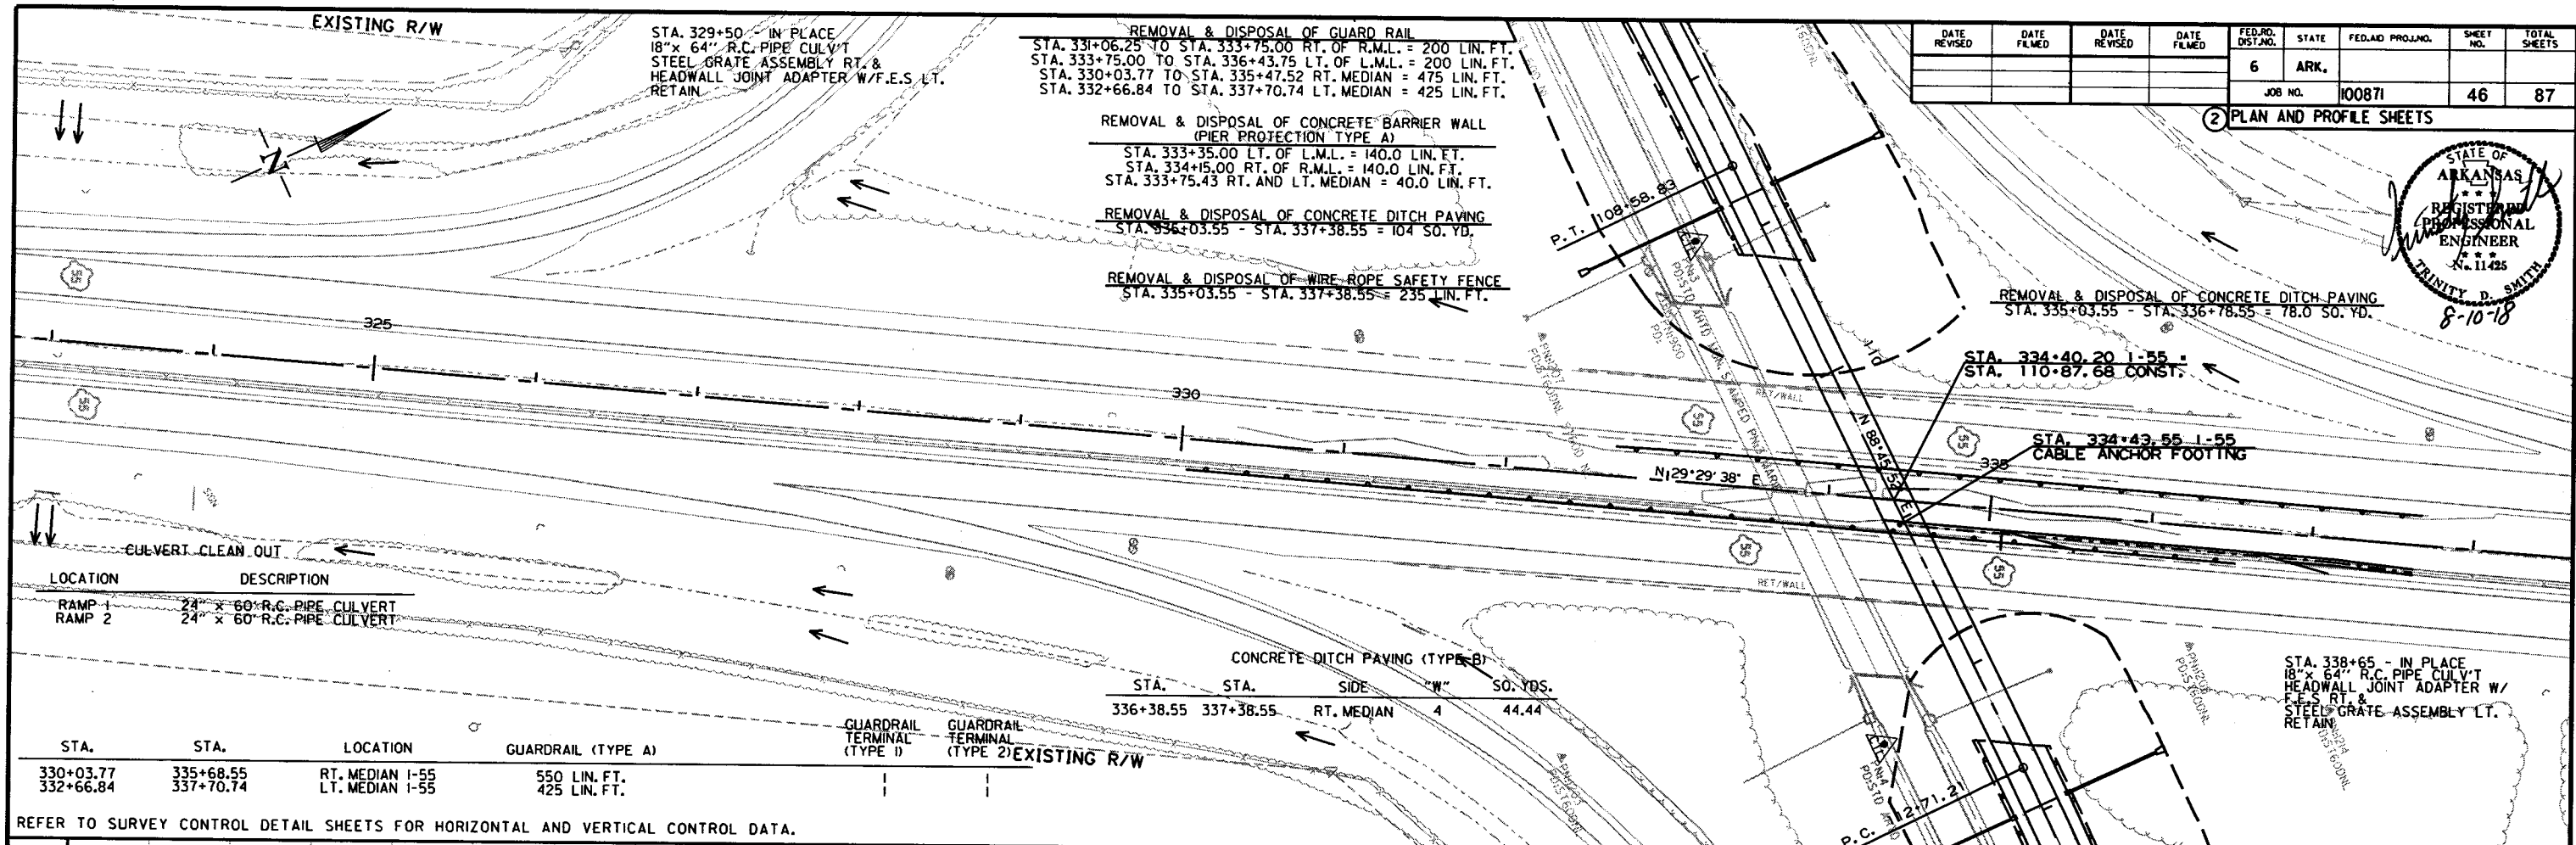 EXISTING R/W
STA. 329+50 - IN PLACE
18" x 64" R.C. PIPE CULV'T
STEEL GRATE ASSEMBLY RT. &
HEADWALL JOINT ADAPTER W/F.E.S. LT.
RETAIN
REMOVAL & DISPOSAL OF GUARD RAIL
STA. 331+06.25 TO STA. 333+75.00 RT. OF R.M.L. = 200 LIN. FT.
STA. 333+75.00 TO STA. 336+43.75 LT. OF L.M.L. = 200 LIN. FT.
STA. 330+03.77 TO STA. 335+47.52 RT. MEDIAN = 475 LIN. FT.
STA. 332+66.84 TO STA. 337+70.74 LT. MEDIAN = 425 LIN. FT.
REMOVAL & DISPOSAL OF CONCRETE BARRIER WALL
(PIER PROTECTION TYPE A)
STA. 333+35.00 LT. OF L.M.L. = 140.0 LIN. FT.
STA. 334+15.00 RT. OF R.M.L. = 140.0 LIN. FT.
STA. 333+75.43 RT. AND LT. MEDIAN = 40.0 LIN. FT.
REMOVAL & DISPOSAL OF CONCRETE DITCH PAVING
STA. 335+03.55 - STA. 337+38.55 = 104 SQ. YD.
REMOVAL & DISPOSAL OF WIRE ROPE SAFETY FENCE
STA. 335+03.55 - STA. 337+38.55 = 235 LIN. FT.
DATE REVISED DATE FILMED DATE REVISED DATE FILMED FED.RD. DIST.NO. STATE FED.AID PROJ.NO. SHEET NO. TOTAL SHEETS
6 ARK.
JOB NO. 100871 46 87
2 PLAN AND PROFILE SHEETS
STATE OF
ARKANSAS
REGISTERED
PROFESSIONAL
ENGINEER
No. 11425
TRINITY D. SMITH
8-10-18
REMOVAL & DISPOSAL OF CONCRETE DITCH PAVING
STA. 335+03.55 - STA. 336+78.55 = 78.0 SQ. YD.
P.T. 108+58.83
STA. 334+40.20 I-55 =
STA. 110+87.68 CONST.
STA. 334+43.55 I-55
CABLE ANCHOR FOOTING
55
325
55
330
55
55
335
N 29°29'38" E
N 88°45'52" E
RET/WALL
55
55
RET/WALL
SIGN
CULVERT CLEAN OUT
LOCATION DESCRIPTION
RAMP 1 24" x 60' R.C. PIPE CULVERT
RAMP 2 24" x 60' R.C. PIPE CULVERT
CONCRETE DITCH PAVING (TYPE B)
STA. STA. SIDE "W" SQ. YDS.
336+38.55 337+38.55 RT. MEDIAN 4 44.44
STA. 338+65 - IN PLACE
18" x 64" R.C. PIPE CULV'T
HEADWALL JOINT ADAPTER W/
F.E.S. RT. &
STEEL GRATE ASSEMBLY LT.
RETAIN
STA. STA. LOCATION GUARDRAIL (TYPE A) GUARDRAIL TERMINAL (TYPE 1) GUARDRAIL TERMINAL (TYPE 2)
330+03.77 335+68.55 RT. MEDIAN I-55 550 LIN. FT. 1 1
332+66.84 337+70.74 LT. MEDIAN I-55 425 LIN. FT. 1 1
EXISTING R/W
REFER TO SURVEY CONTROL DETAIL SHEETS FOR HORIZONTAL AND VERTICAL CONTROL DATA.